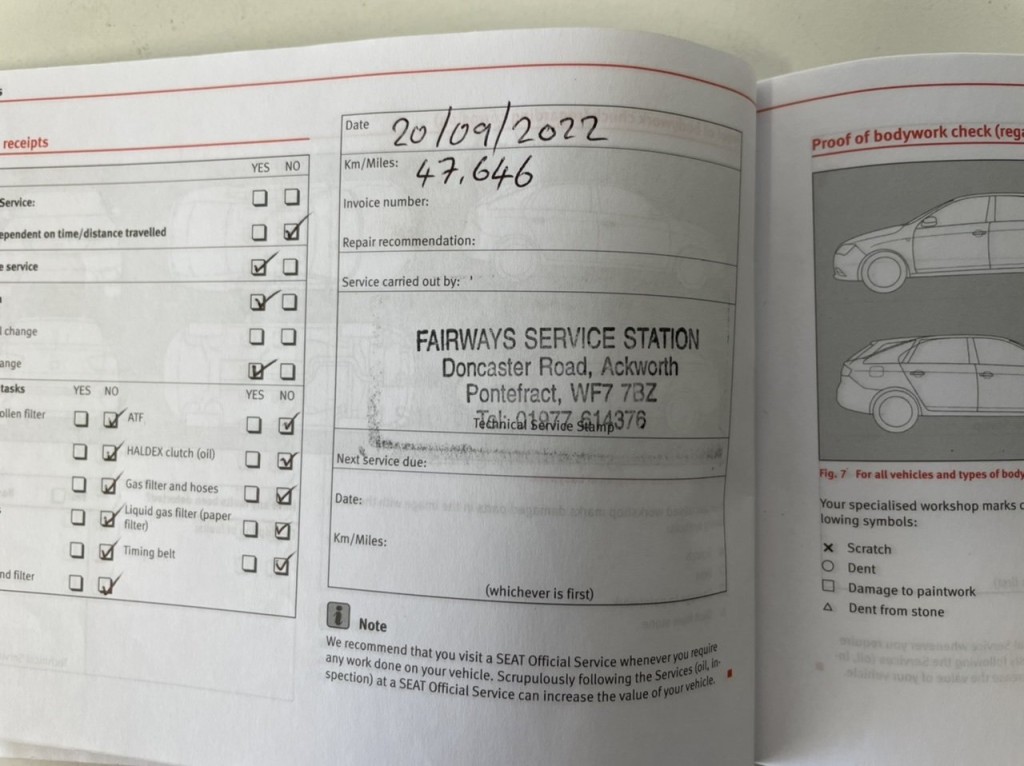 receipts
YES NO
Service:
ependent on time/distance travelled
e service
l change
ange
tasks YES NO YES NO
ollen filter
ATF
HALDEX clutch (oil)
Gas filter and hoses
Liquid gas filter (paper
filter)
Timing belt
nd filter
Date 20/09/2022
Km/Miles: 47,646
Invoice number:
Repair recommendation:
Service carried out by:
FAIRWAYS SERVICE STATION
Doncaster Road, Ackworth
Pontefract, WF7 7BZ
Tel: 01977 614376
Technical Service Stamp
Next service due:
Date:
Km/Miles:
(whichever is first)
Note
We recommend that you visit a SEAT Official Service whenever you require
any work done on your vehicle. Scrupulously following the Services (oil, in-
spection) at a SEAT Official Service can increase the value of your vehicle.
Proof of bodywork check (rega
Fig. 7 For all vehicles and types of body
Your specialised workshop marks
lowing symbols:
Scratch
Dent
Damage to paintwork
Dent from stone